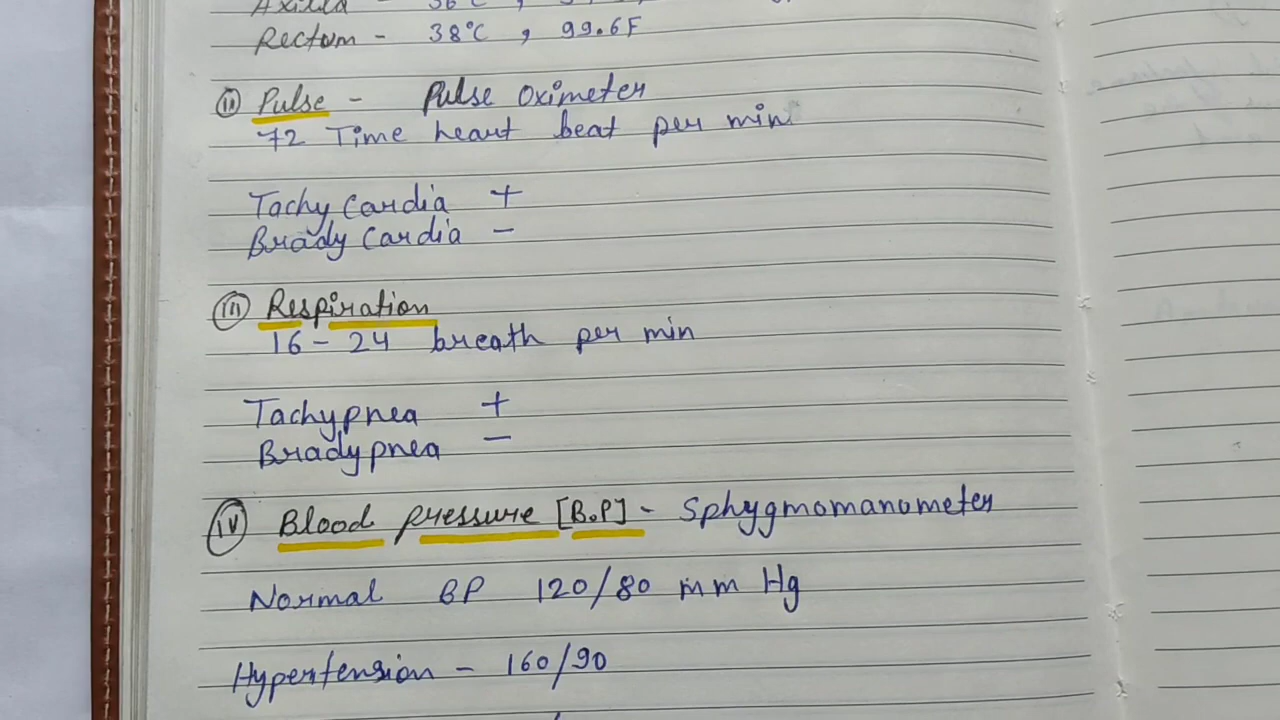 Axilla - 36°C ,
Rectum - 38°C , 99.6F
(ii) Pulse - Pulse Oximeter
72 Time heart beat per min
Tachy Cardia +
Brady Cardia -
(iii) Respiration
16 - 24 breath per min
Tachypnea +
Bradypnea -
(iv) Blood pressure [B.P] - Sphygmomanometer
Normal BP 120/80 mm Hg
Hypertension - 160/90